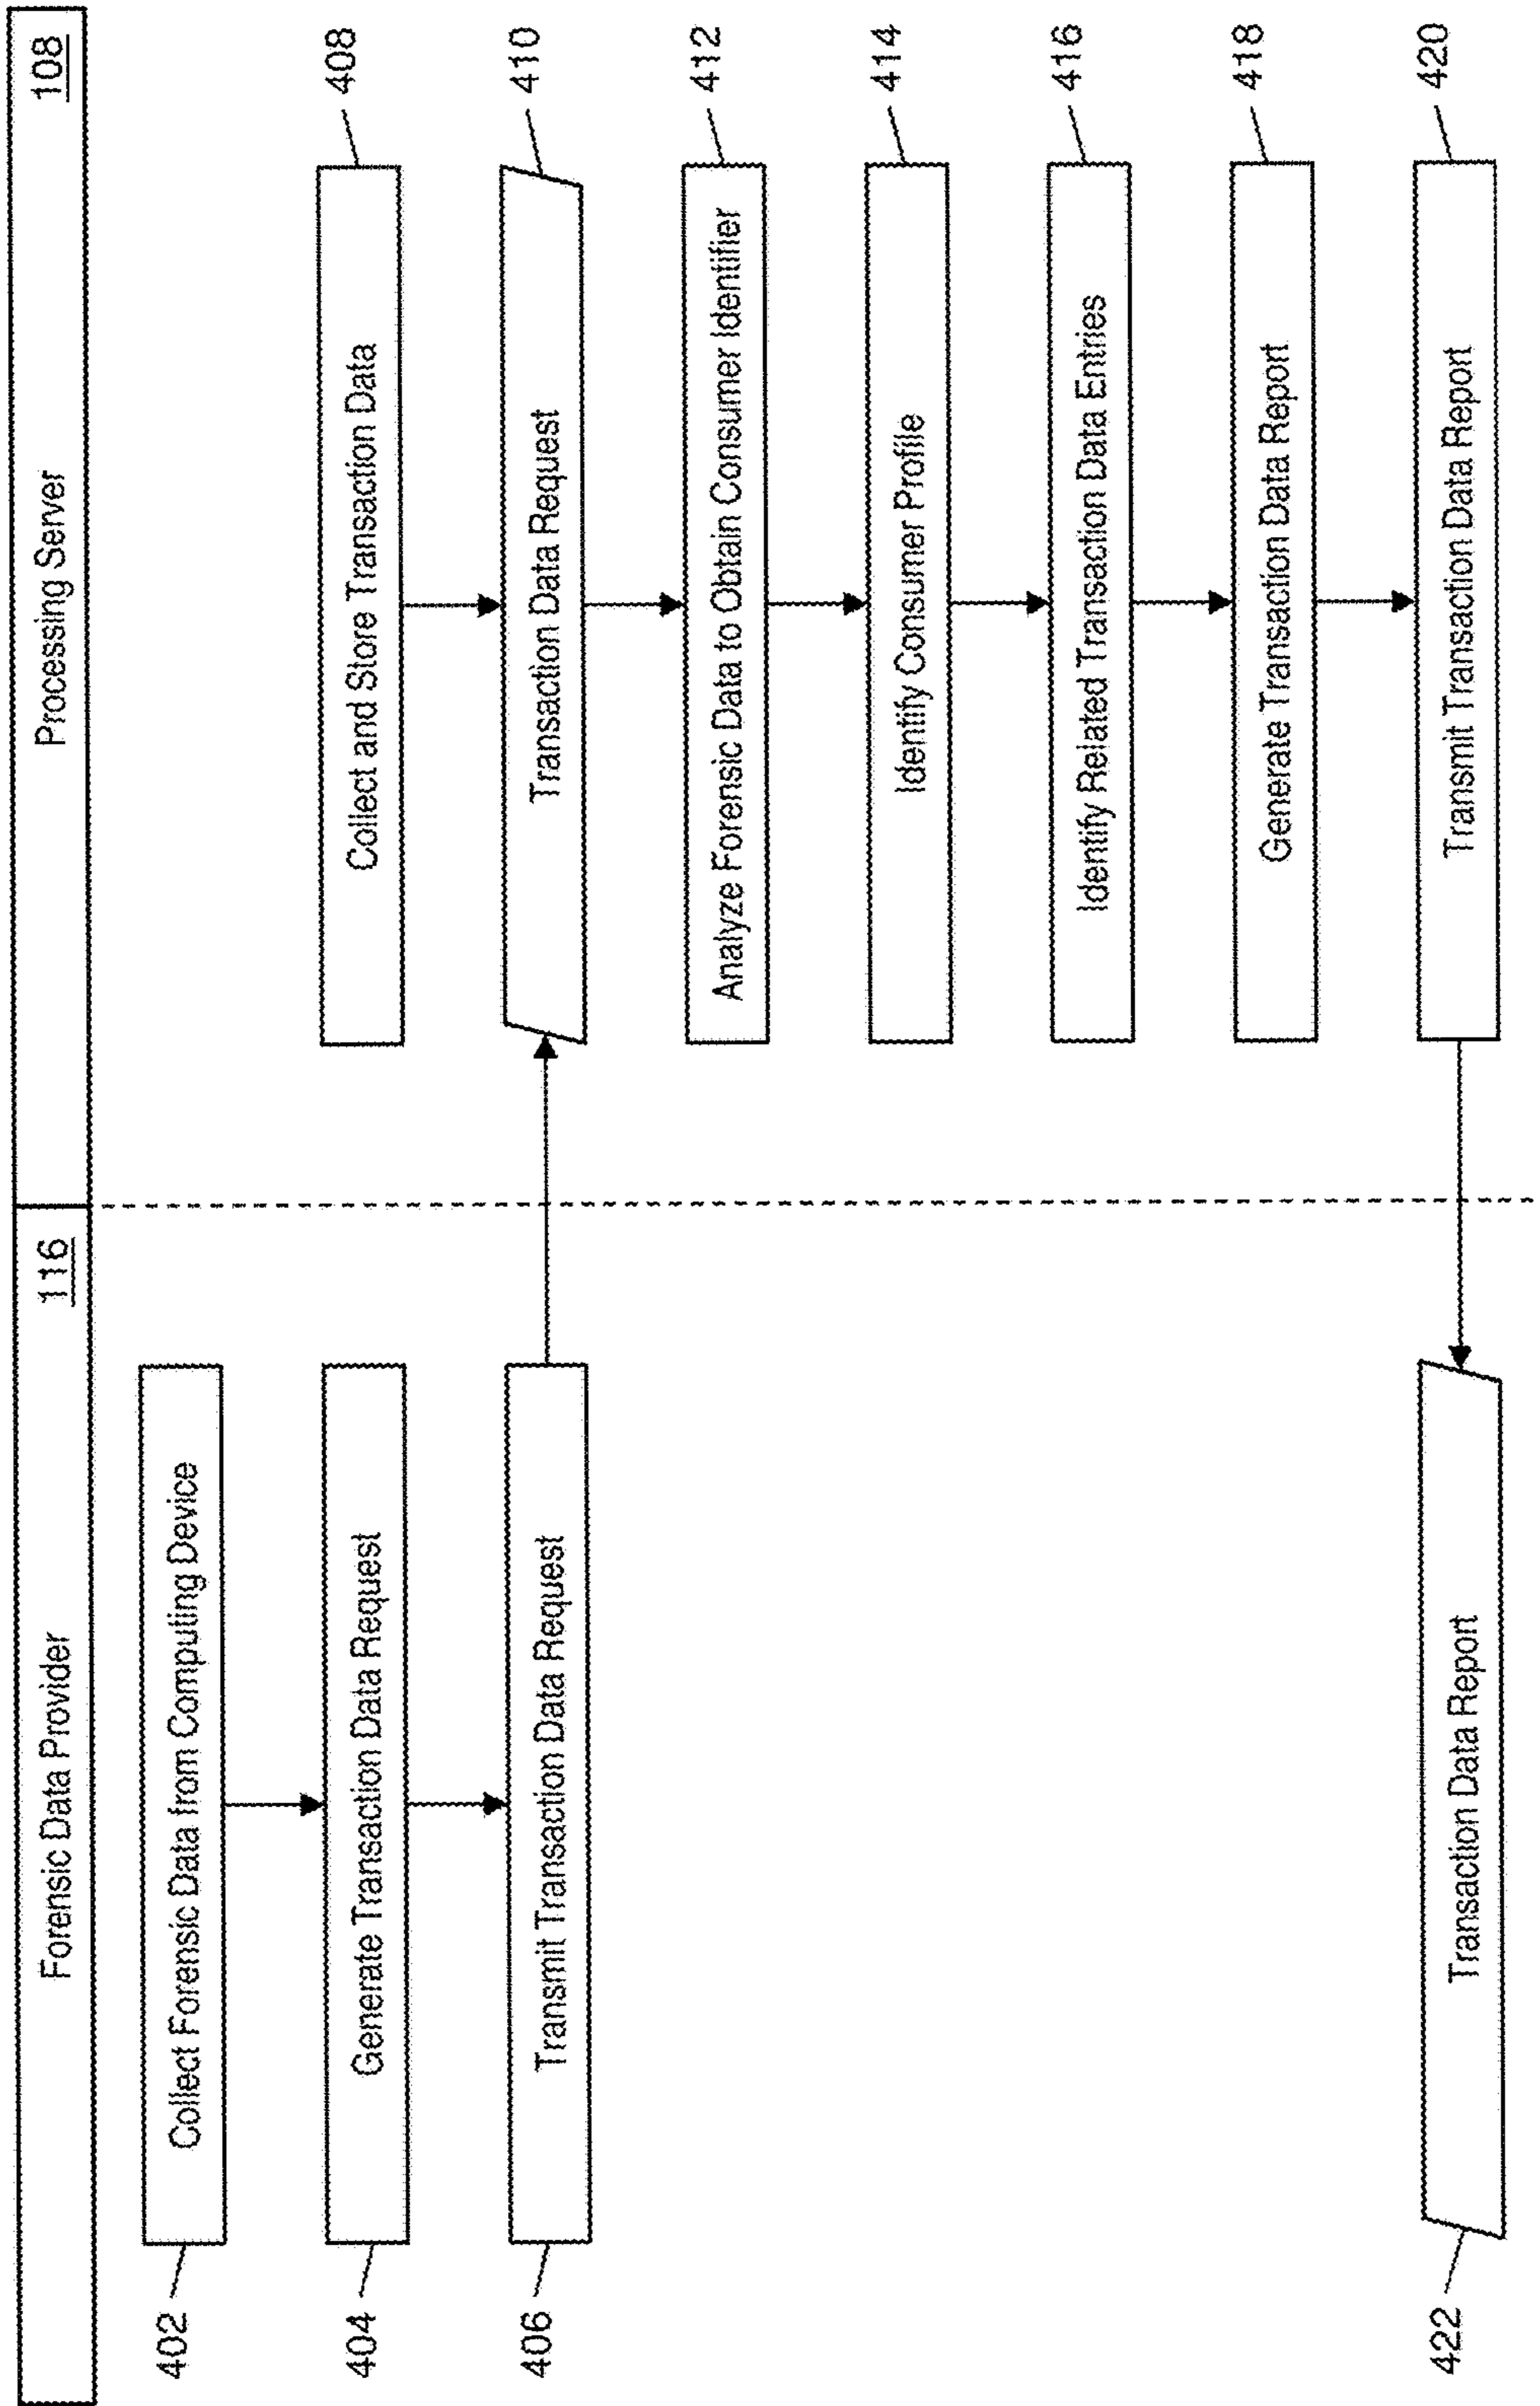 Forensic Data Provider
116
Processing Server
108
402
Collect Forensic Data from Computing Device
404
Generate Transaction Data Request
406
Transmit Transaction Data Request
Collect and Store Transaction Data
408
Transaction Data Request
410
Analyze Forensic Data to Obtain Consumer Identifier
412
Identify Consumer Profile
414
Identify Related Transaction Data Entries
416
Generate Transaction Data Report
418
Transmit Transaction Data Report
420
422
Transaction Data Report